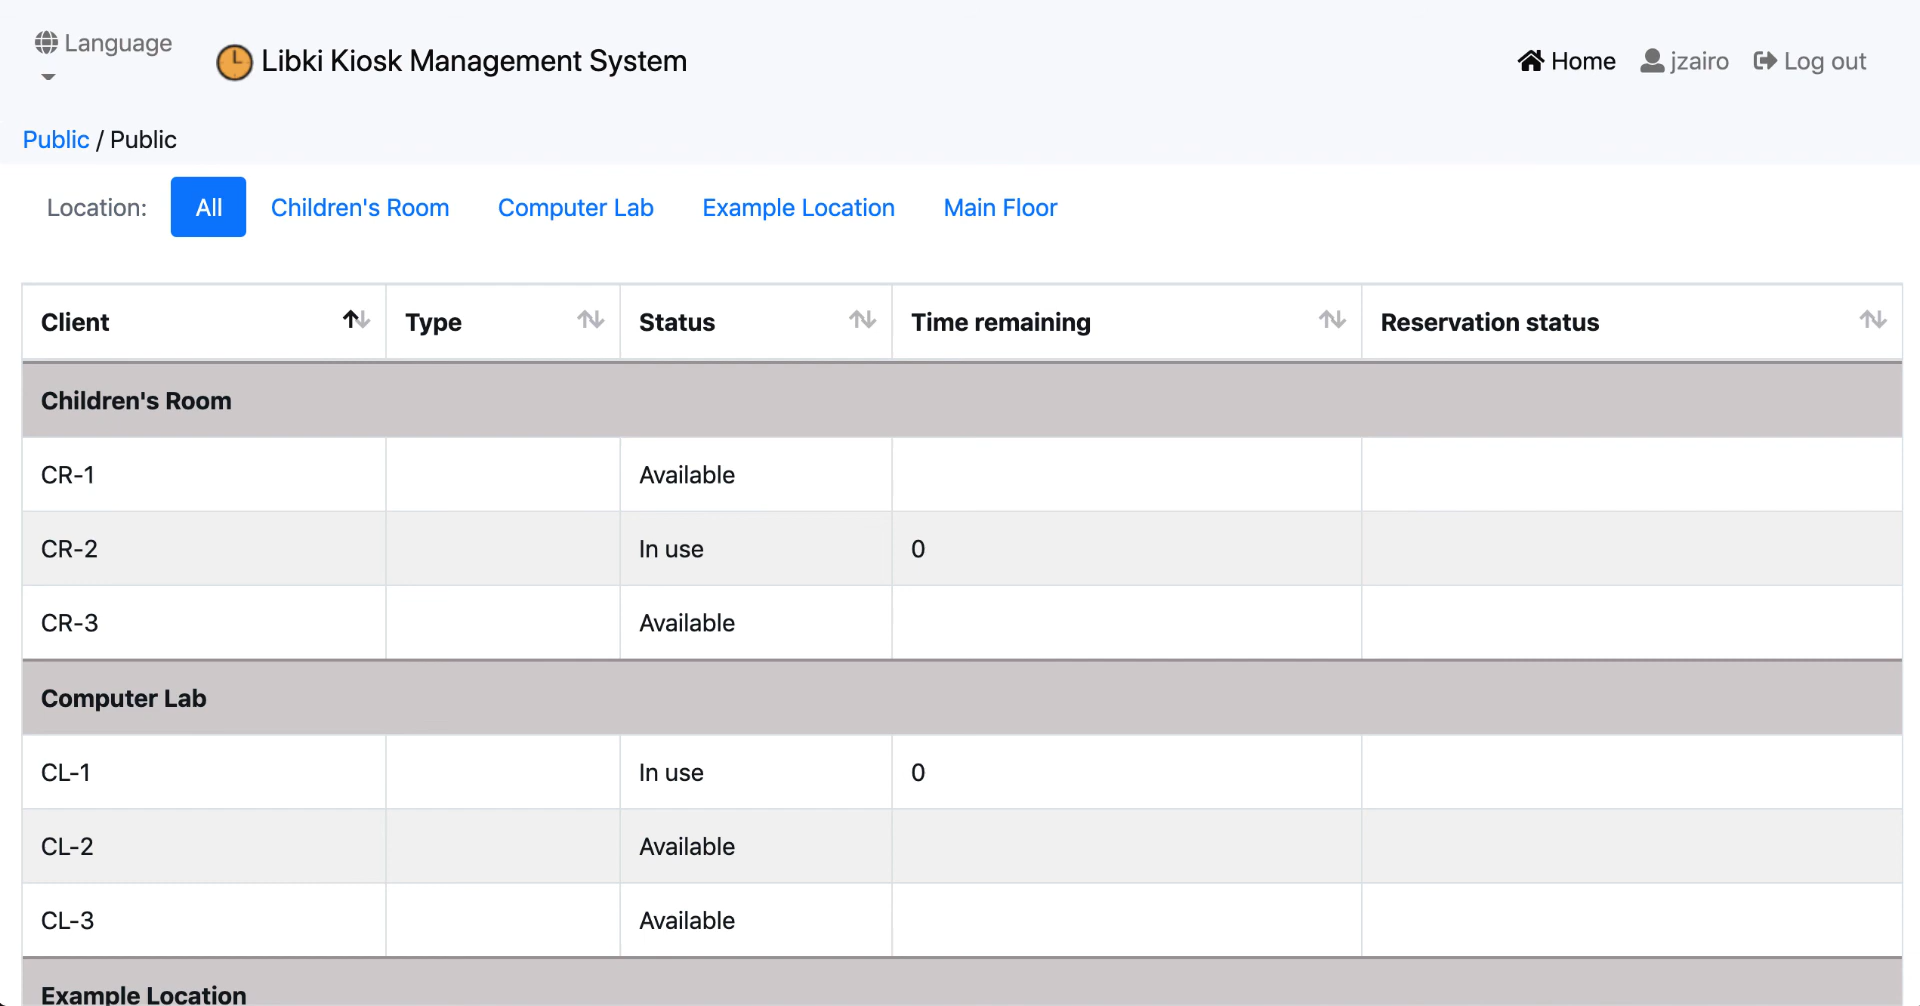 Language
Libki Kiosk Management System
Home jzairo Log out
Public / Public
Location: All Children's Room Computer Lab Example Location Main Floor
Client Type Status Time remaining Reservation status
Children's Room
CR-1 Available
CR-2 In use 0
CR-3 Available
Computer Lab
CL-1 In use 0
CL-2 Available
CL-3 Available
Example Location